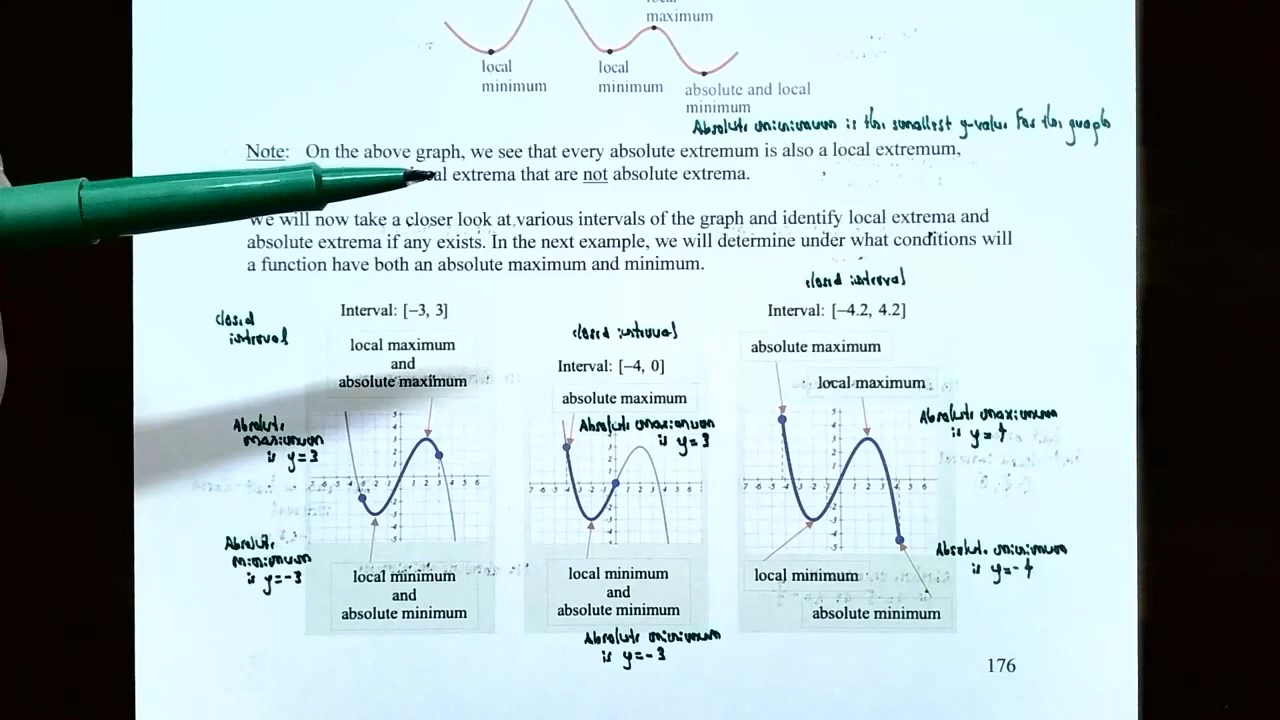 maximum
local
minimum
local
minimum
absolute and local
minimum
Absolute minimum is the smallest y-value for the graph
Note: On the above graph, we see that every absolute extremum is also a local extremum,
extrema that are not absolute extrema.
We will now take a closer look at various intervals of the graph and identify local extrema and
absolute extrema if any exists. In the next example, we will determine under what conditions will
a function have both an absolute maximum and minimum.
closed
interval
Interval: [−3, 3]
local maximum
and
absolute maximum
Absolute
maximum
is y=3
Absolute
minimum
is y=-3
local minimum
and
absolute minimum
closed interval
Interval: [−4, 0]
absolute maximum
Absolute maximum
is y=3
local minimum
and
absolute minimum
Absolute minimum
is y=-3
closed interval
Interval: [−4.2, 4.2]
absolute maximum
local maximum
Absolute maximum
is y=4
local minimum
absolute minimum
Absolute minimum
is y=-4
176